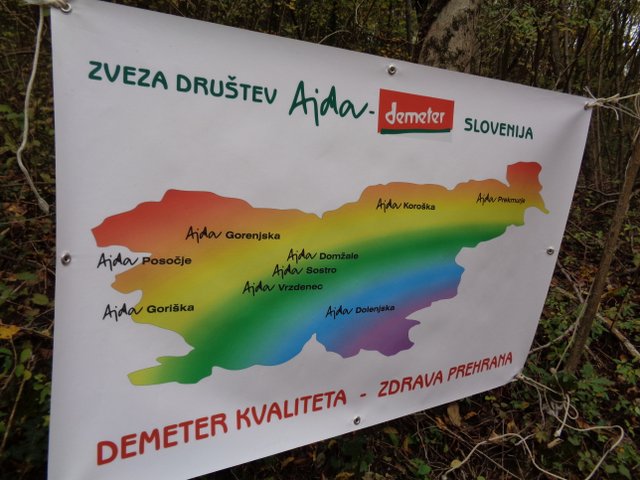 ZVEZA DRUŠTEV Ajda - demeter SLOVENIJA
Ajda Prekmurje
Ajda Koroška
Ajda Gorenjska
Ajda Domžale
Ajda Posočje
Ajda Sostro
Ajda Vrzdenec
Ajda Goriška
Ajda Dolenjska
DEMETER KVALITETA - ZDRAVA PREHRANA